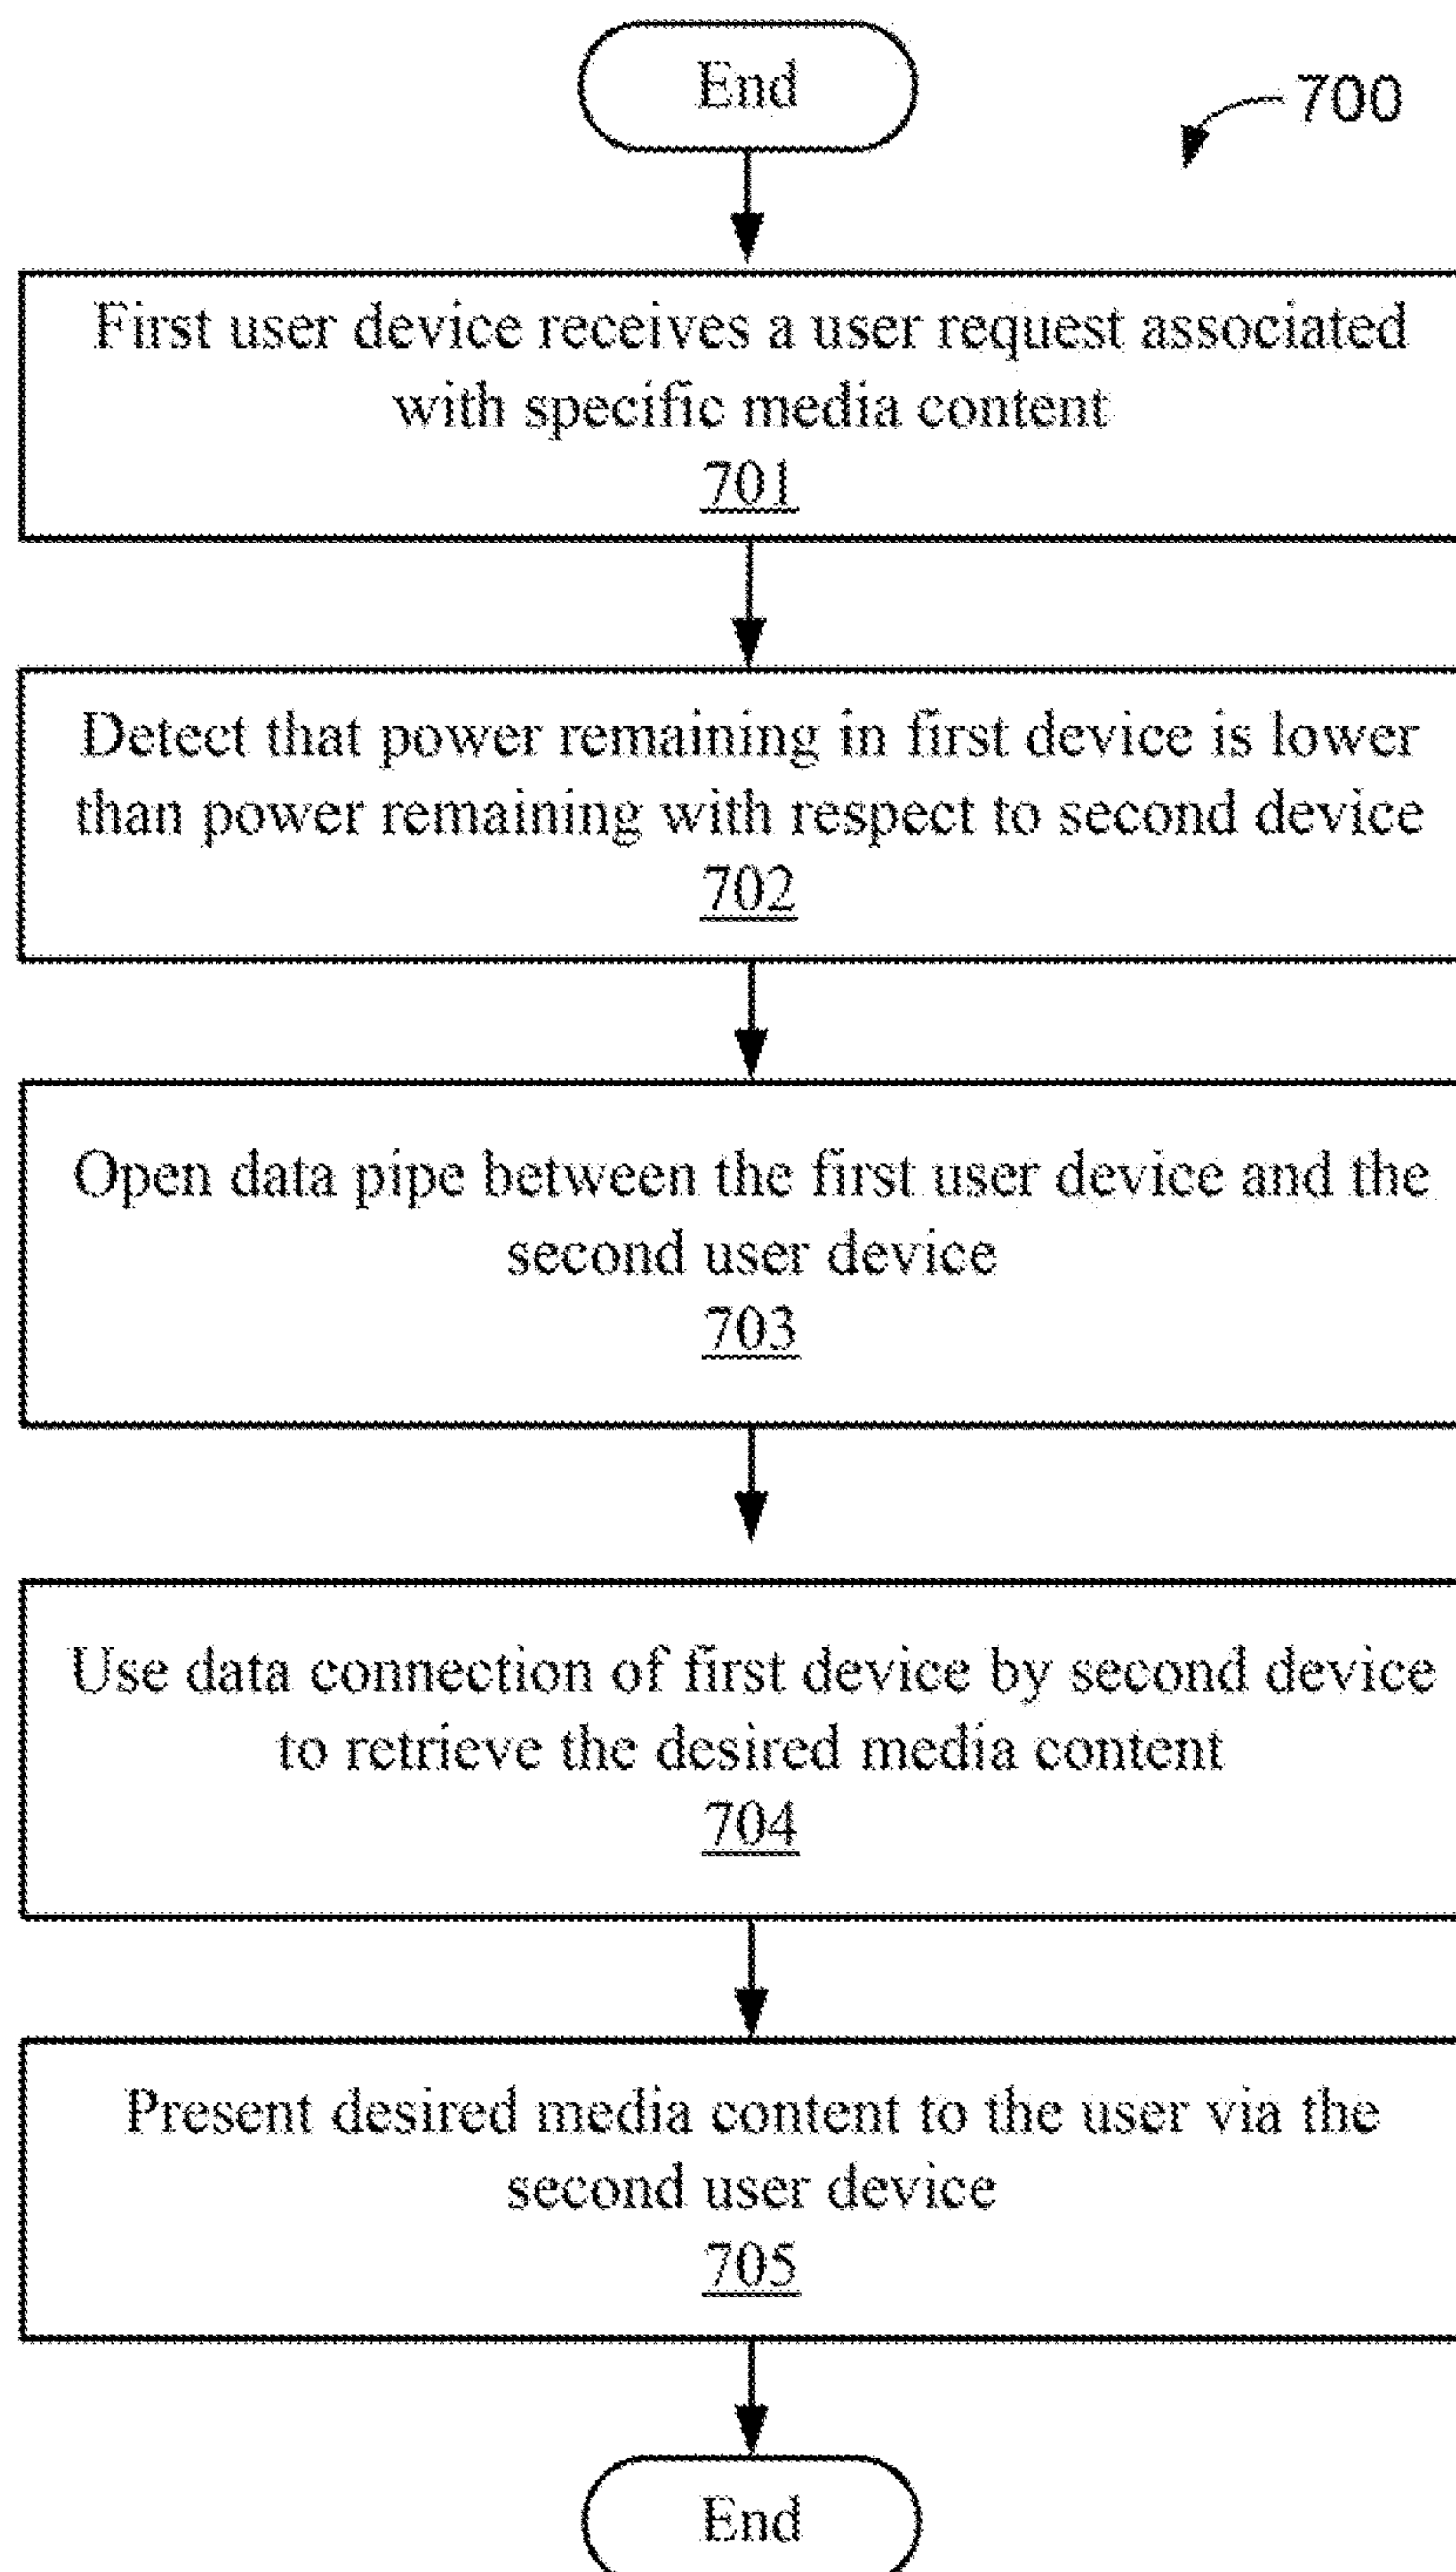 End
700
First user device receives a user request associated
with specific media content
701
Detect that power remaining in first device is lower
than power remaining with respect to second device
702
Open data pipe between the first user device and the
second user device
703
Use data connection of first device by second device
to retrieve the desired media content
704
Present desired media content to the user via the
second user device
705
End